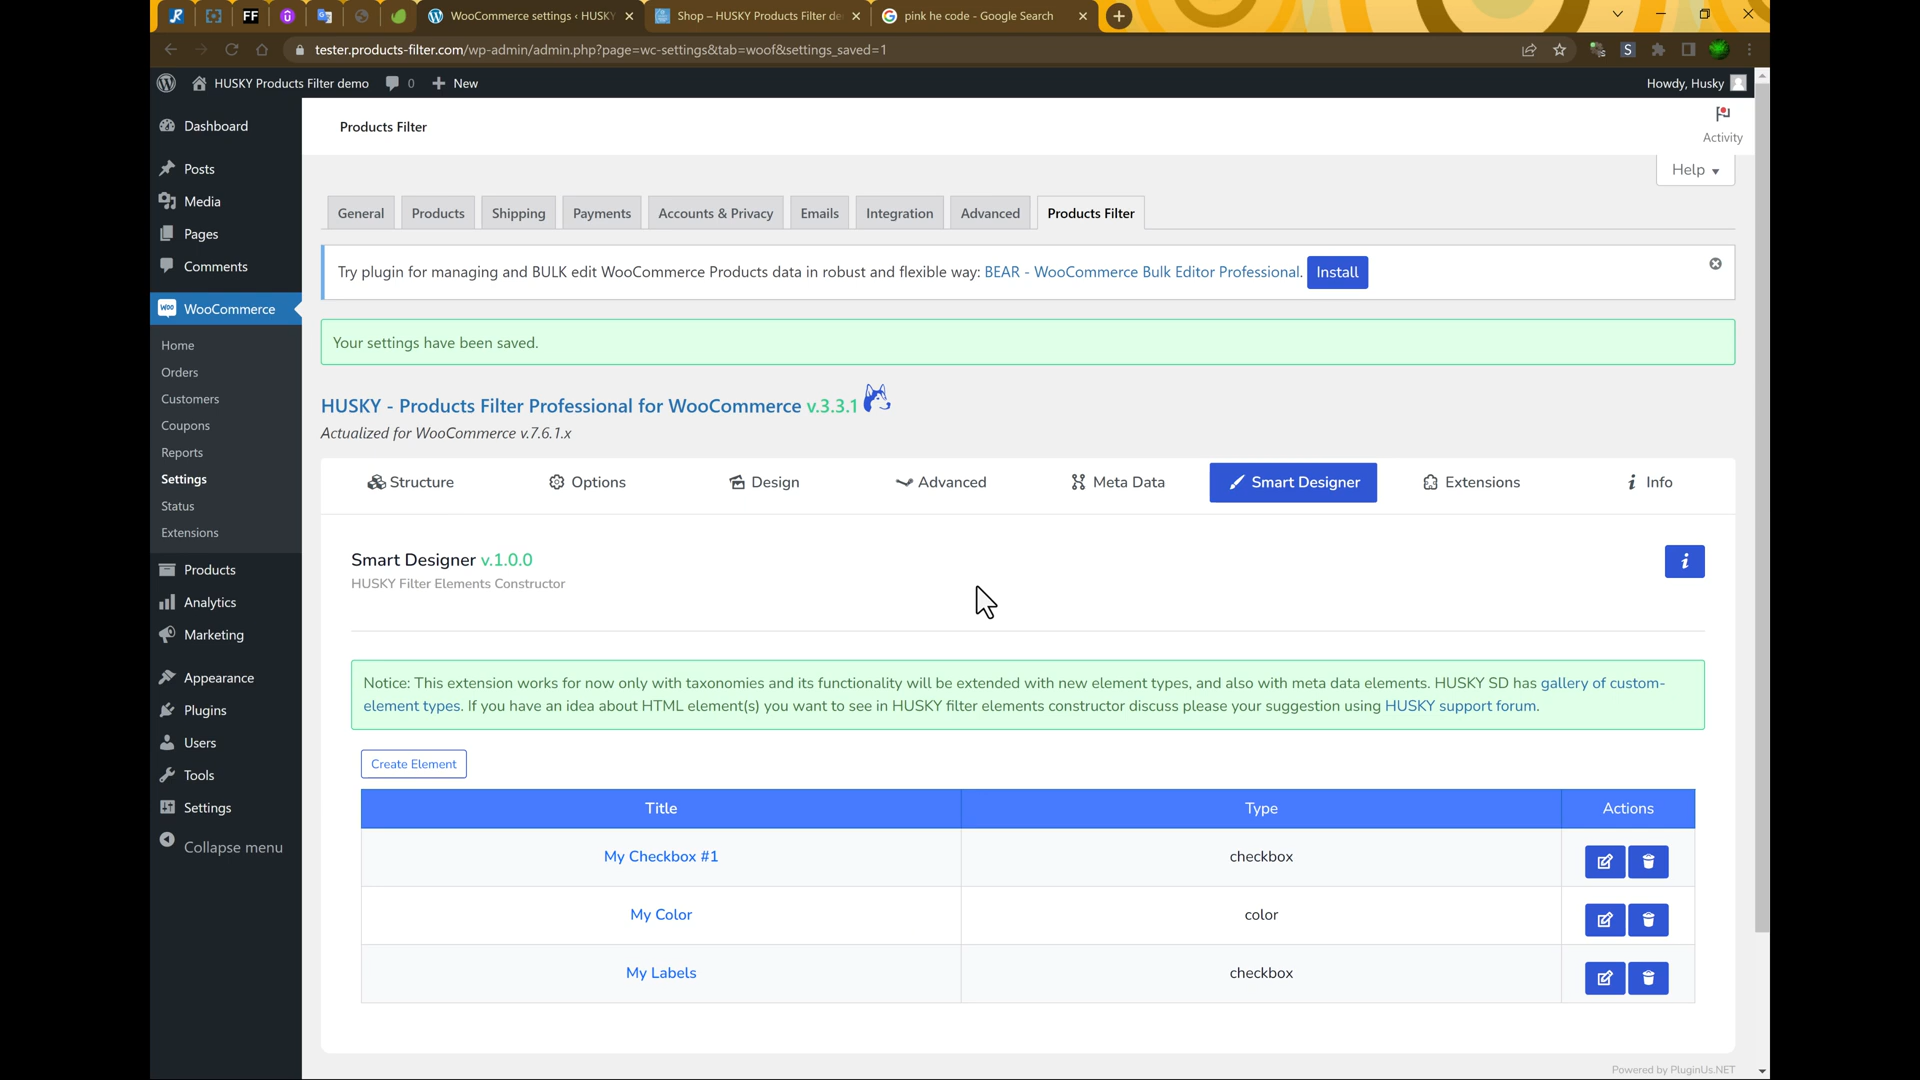 WooCommerce settings ‹ HUSKY
Shop – HUSKY Products Filter de
pink he code - Google Search
tester.products-filter.com/wp-admin/admin.php?page=wc-settings&tab=woof&settings_saved=1
HUSKY Products Filter demo
0
New
Howdy, Husky
Dashboard
Posts
Media
Pages
Comments
WooCommerce
Home
Orders
Customers
Coupons
Reports
Settings
Status
Extensions
Products
Analytics
Marketing
Appearance
Plugins
Users
Tools
Settings
Collapse menu
Products Filter
Activity
Help
General
Products
Shipping
Payments
Accounts & Privacy
Emails
Integration
Advanced
Products Filter
Try plugin for managing and BULK edit WooCommerce Products data in robust and flexible way: BEAR - WooCommerce Bulk Editor Professional. Install
Your settings have been saved.
HUSKY - Products Filter Professional for WooCommerce v.3.3.1
Actualized for WooCommerce v.7.6.1.x
Structure
Options
Design
Advanced
Meta Data
Smart Designer
Extensions
Info
Smart Designer v.1.0.0
HUSKY Filter Elements Constructor
Notice: This extension works for now only with taxonomies and its functionality will be extended with new element types, and also with meta data elements. HUSKY SD has gallery of custom-
element types. If you have an idea about HTML element(s) you want to see in HUSKY filter elements constructor discuss please your suggestion using HUSKY support forum.
Create Element
Title Type Actions
My Checkbox #1 checkbox
My Color color
My Labels checkbox
Powered by PluginUs.NET